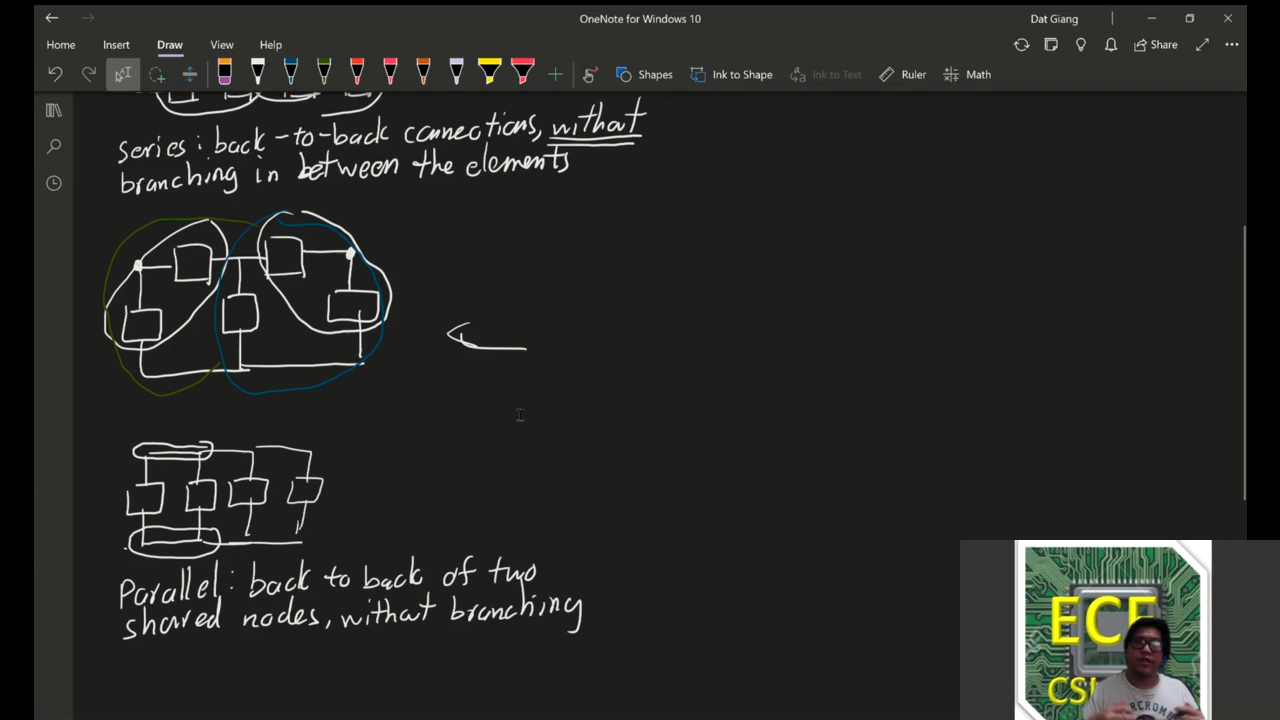 OneNote for Windows 10
Dat Giang
Home Insert Draw View Help
Share
Shapes Ink to Shape Ink to Text Ruler Math
Series: back-to-back connections, without
branching in between the elements
Parallel: back to back of two
shared nodes, without branching
ECE